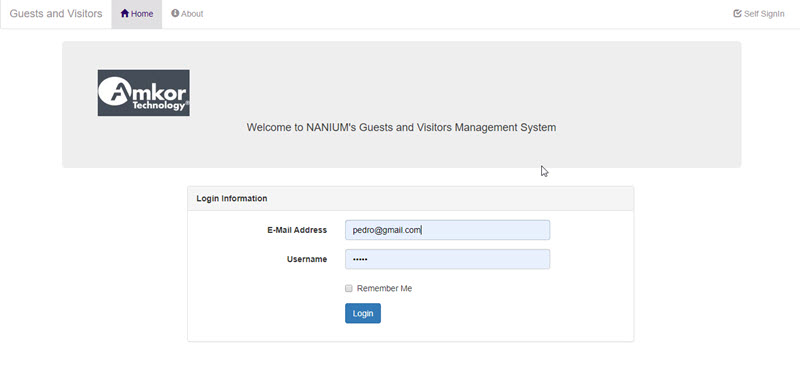 Guests and Visitors Home About Self SignIn
Amkor
Technology®
Welcome to NANIUM's Guests and Visitors Management System
Login Information
E-Mail Address pedro@gmail.com
Username •••••
Remember Me
Login